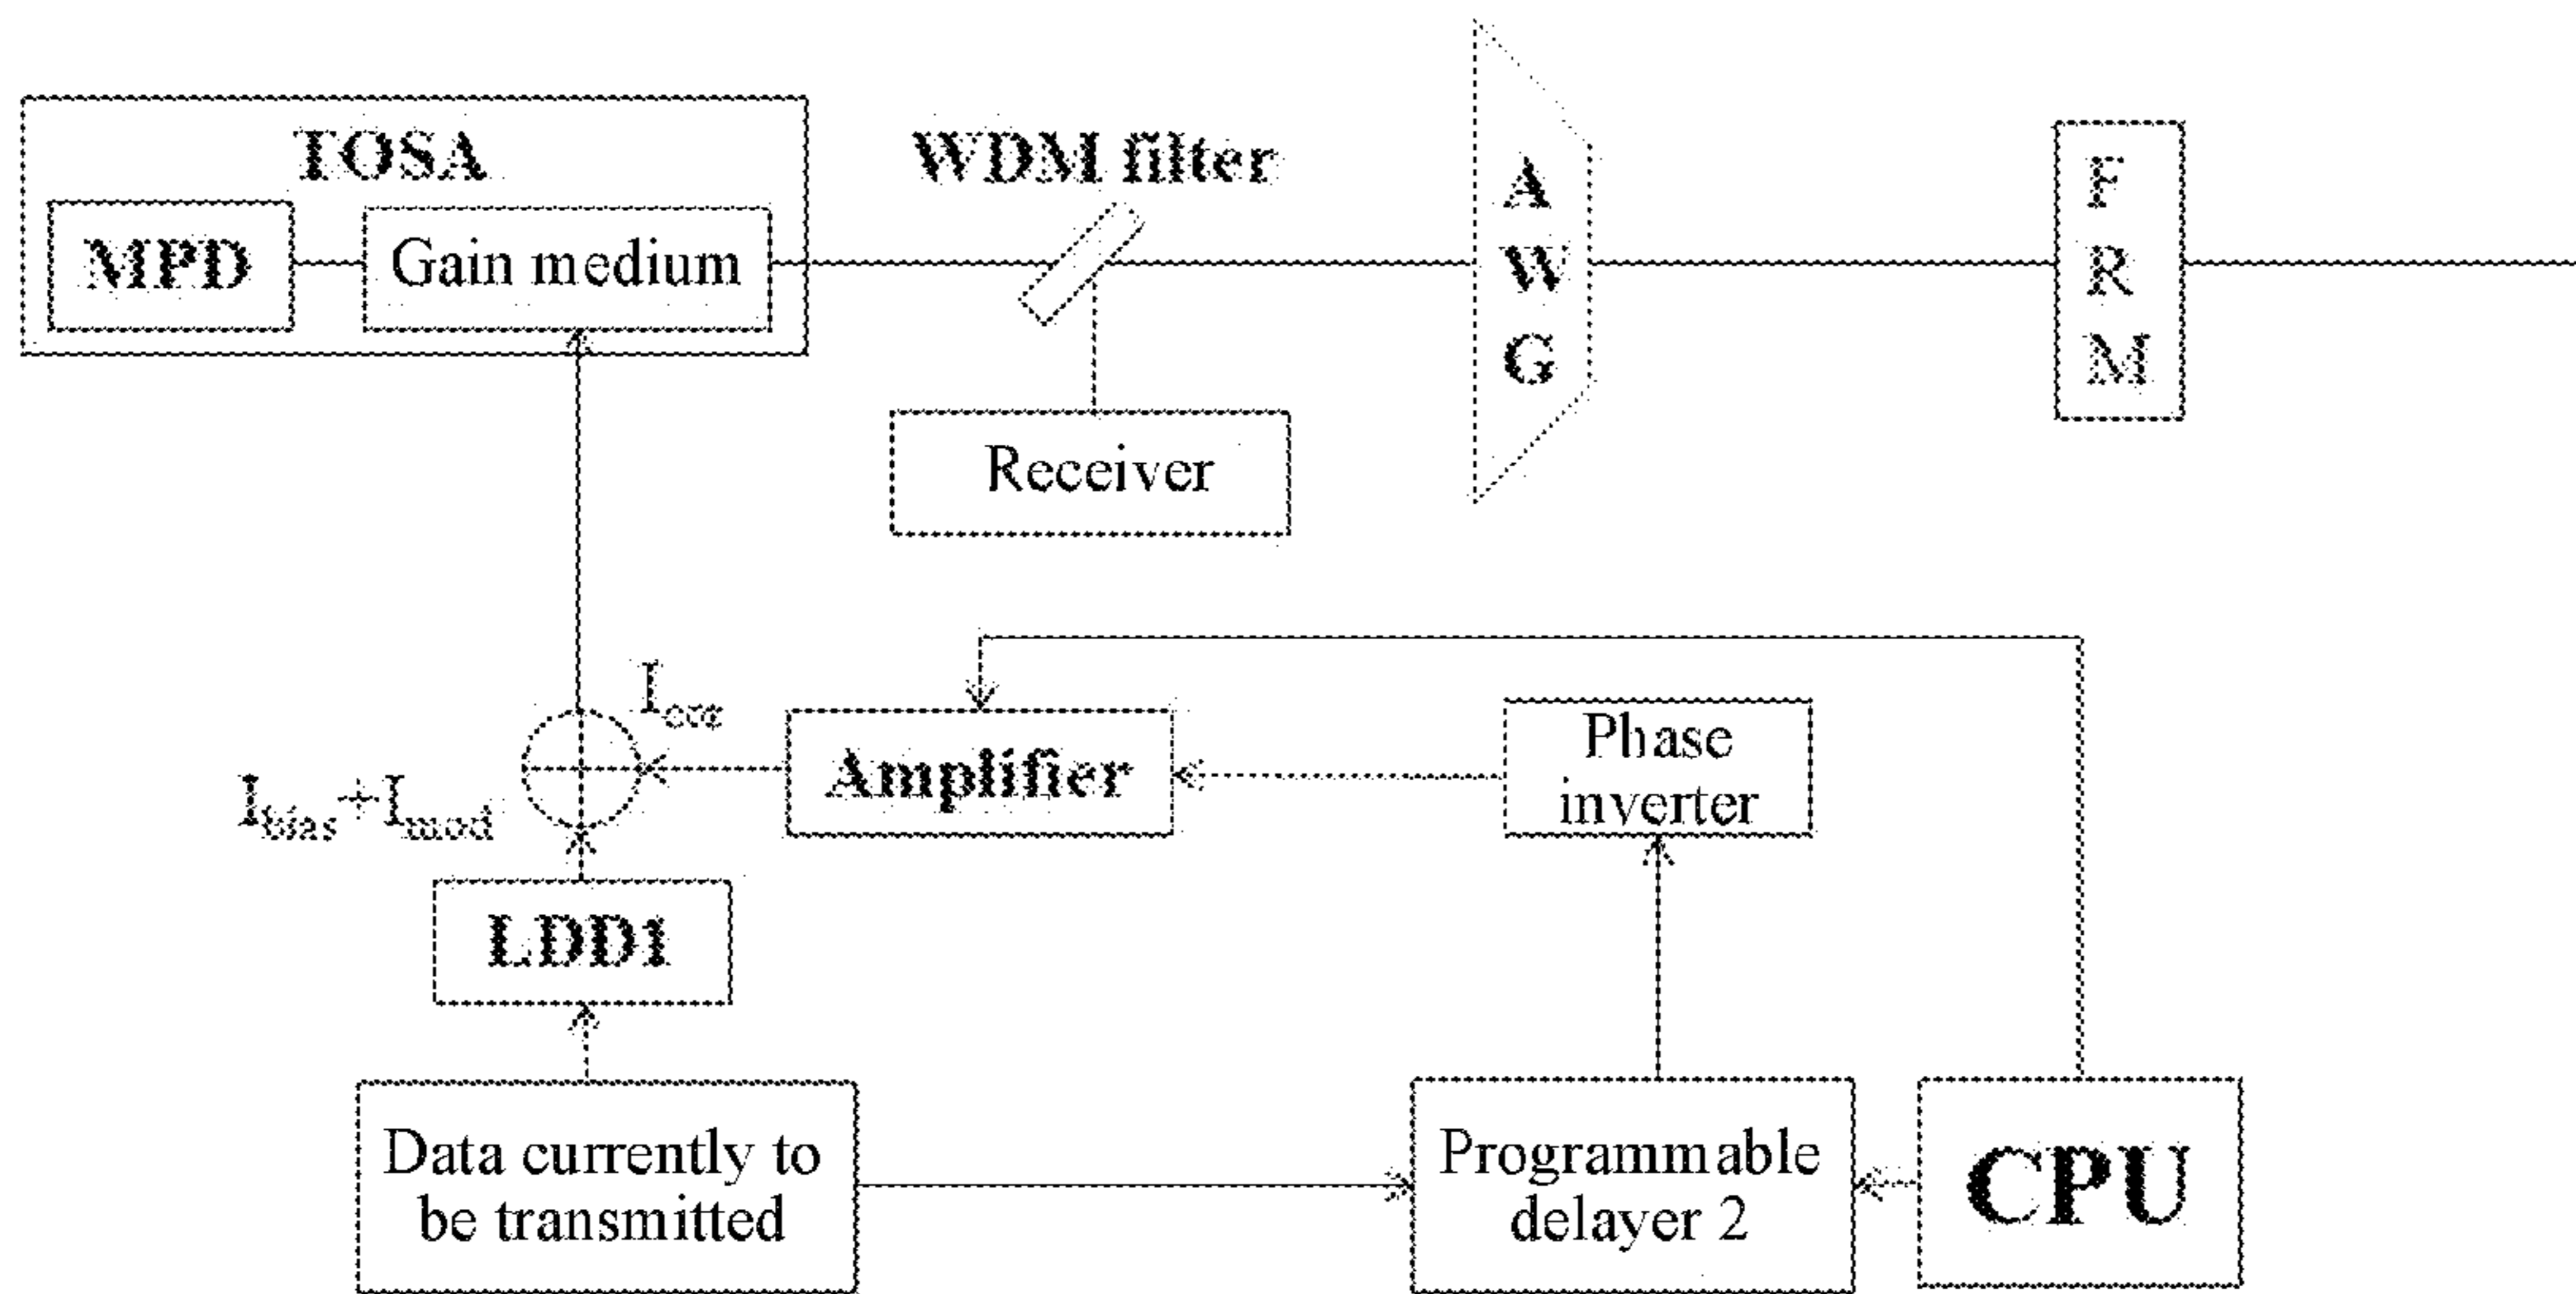 TOSA
MPD
Gain medium
WDM filter
Receiver
A
W
G
F
R
M
Amplifier
Phase
inverter
Ibias+Imod
LDD1
Data currently to
be transmitted
Programmable
delayer 2
CPU